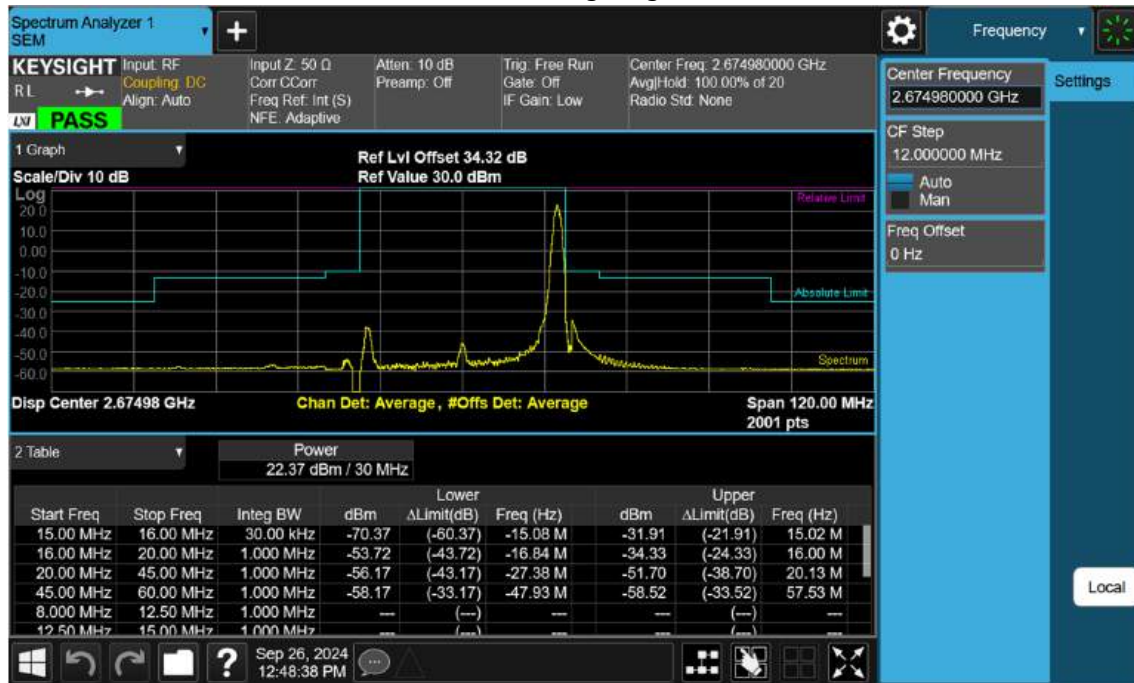 Spectrum Analyzer 1
SEM
+
Frequency
KEYSIGHT
RL
LXI
PASS
Input: RF
Coupling: DC
Align: Auto
Input Z: 50 Ω
Corr CCorr
Freq Ref: Int (S)
NFE: Adaptive
Atten: 10 dB
Preamp: Off
Trig: Free Run
Gate: Off
IF Gain: Low
Center Freq: 2.674980000 GHz
Avg|Hold: 100.00% of 20
Radio Std: None
Center Frequency
2.674980000 GHz
Settings
CF Step
12.000000 MHz
Auto
Man
Freq Offset
0 Hz
Local
1 Graph
Scale/Div 10 dB
Ref Lvl Offset 34.32 dB
Ref Value 30.0 dBm
Log
20.0
10.0
0.00
-10.0
-20.0
-30.0
-40.0
-50.0
-60.0
Relative Limit
Absolute Limit
Spectrum
Disp Center 2.67498 GHz
Chan Det: Average, #Offs Det: Average
Span 120.00 MHz
2001 pts
2 Table
Power
22.37 dBm / 30 MHz
Lower Upper
Start Freq Stop Freq Integ BW dBm ΔLimit(dB) Freq (Hz) dBm ΔLimit(dB) Freq (Hz)
15.00 MHz 16.00 MHz 30.00 kHz -70.37 (-60.37) -15.08 M -31.91 (-21.91) 15.02 M
16.00 MHz 20.00 MHz 1.000 MHz -53.72 (-43.72) -16.84 M -34.33 (-24.33) 16.00 M
20.00 MHz 45.00 MHz 1.000 MHz -56.17 (-43.17) -27.38 M -51.70 (-38.70) 20.13 M
45.00 MHz 60.00 MHz 1.000 MHz -58.17 (-33.17) -47.93 M -58.52 (-33.52) 57.53 M
8.000 MHz 12.50 MHz 1.000 MHz --- (---) --- --- (---) ---
12.50 MHz 15.00 MHz 1.000 MHz --- (---) --- --- (---) ---
?
Sep 26, 2024
12:48:38 PM